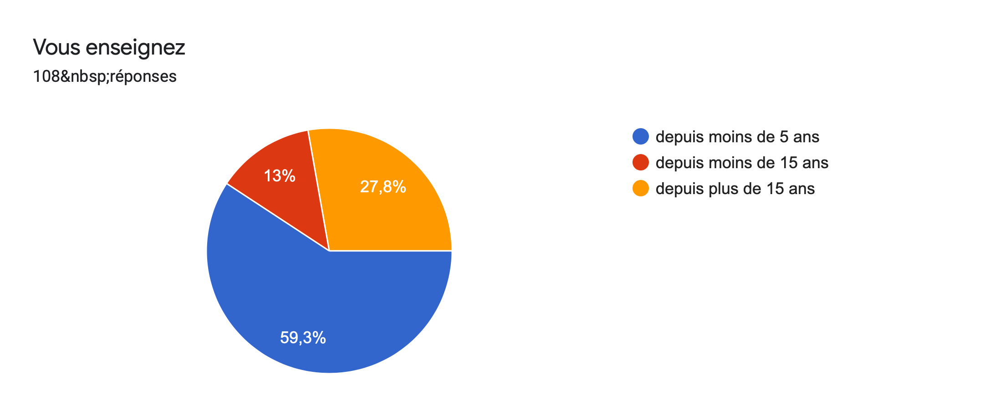 Vous enseignez
108&nbsp;réponses
depuis moins de 5 ans
depuis moins de 15 ans
depuis plus de 15 ans
13%
27,8%
59,3%